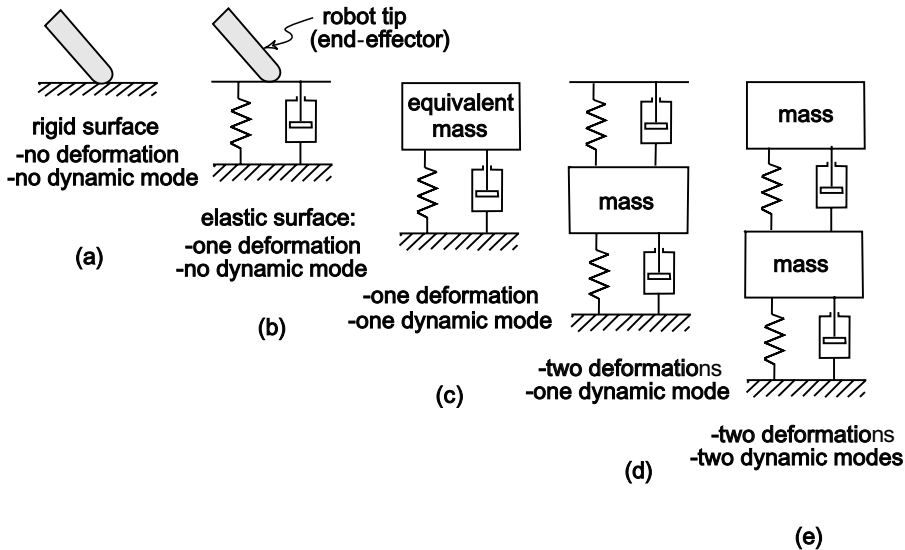 robot tip
(end-effector)
rigid surface
-no deformation
-no dynamic mode
(a)
elastic surface:
-one deformation
-no dynamic mode
(b)
equivalent
mass
-one deformation
-one dynamic mode
(c)
mass
-two deformations
-one dynamic mode
(d)
mass
mass
-two deformations
-two dynamic modes
(e)